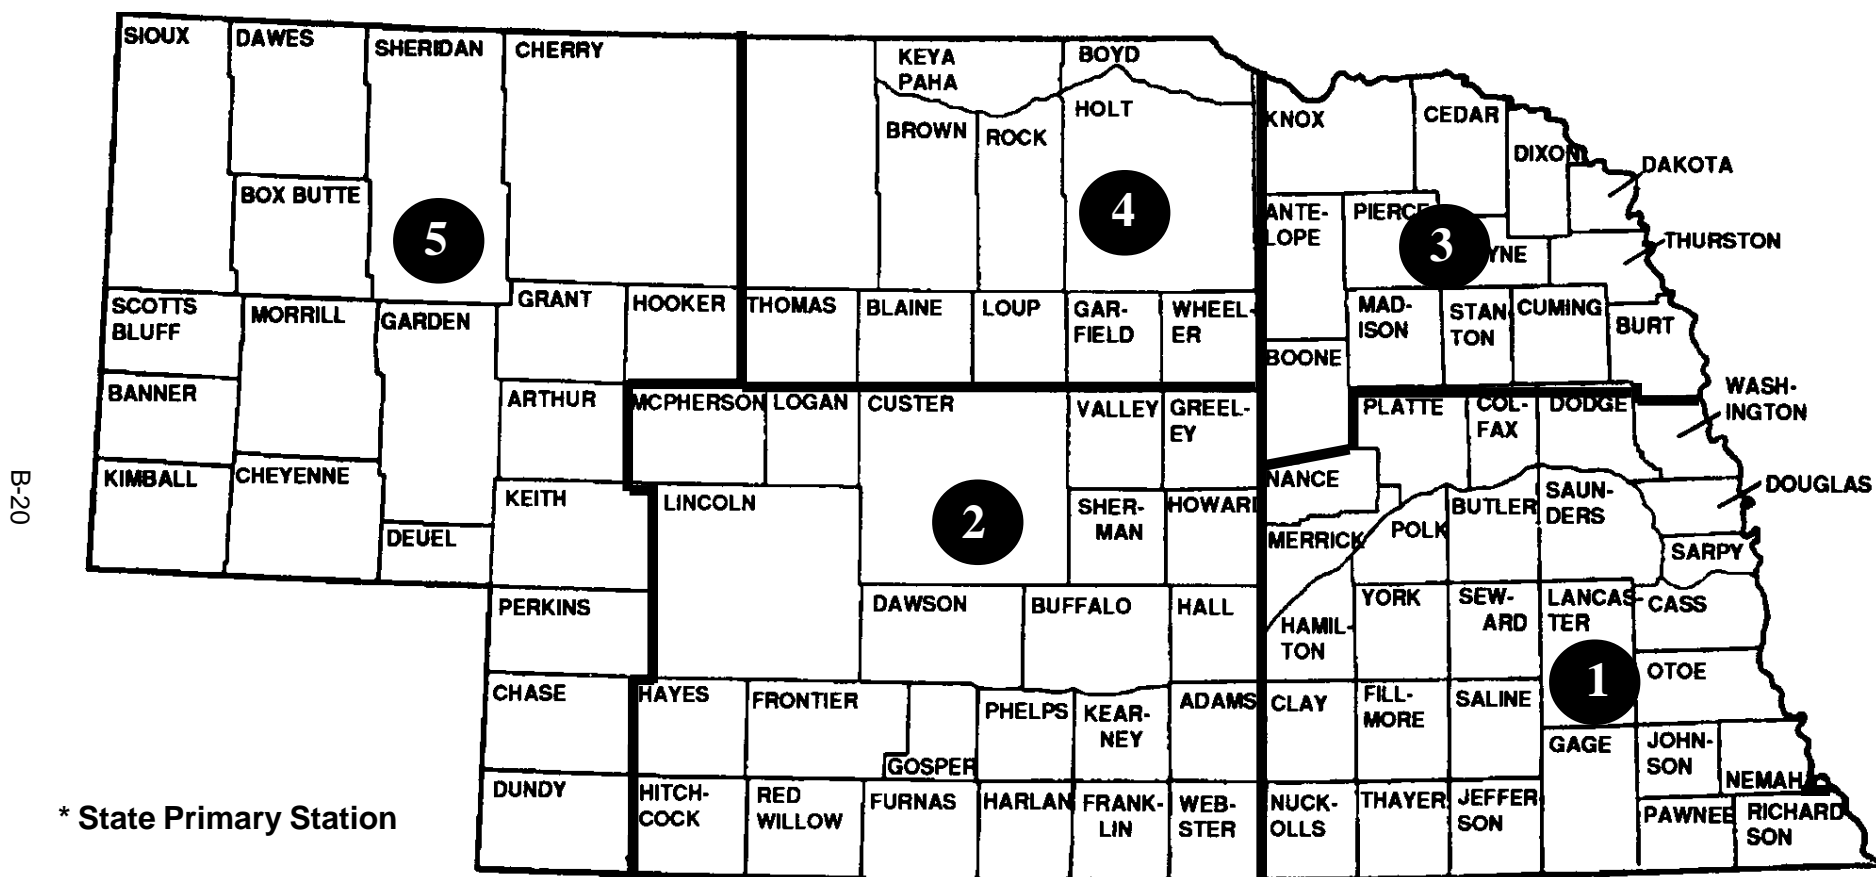 SIOUX
DAWES
SHERIDAN
CHERRY
KEYA
PAHA
BOYD
HOLT
BROWN
ROCK
KNOX
CEDAR
DIXON
DAKOTA
BOX BUTTE
5
4
ANTE-
LOPE
PIERCE
3
YNE
THURSTON
SCOTTS
BLUFF
MORRILL
GARDEN
GRANT
HOOKER
THOMAS
BLAINE
LOUP
GAR-
FIELD
WHEEL-
ER
BOONE
MAD-
ISON
STAN-
TON
CUMING
BURT
BANNER
ARTHUR
MCPHERSON
LOGAN
CUSTER
VALLEY
GREEL-
EY
PLATTE
COL-
FAX
DODGE
WASH-
INGTON
KIMBALL
CHEYENNE
KEITH
LINCOLN
2
SHER-
MAN
HOWARD
NANCE
MERRICK
POLK
BUTLER
SAUN-
DERS
DOUGLAS
SARPY
DEUEL
PERKINS
DAWSON
BUFFALO
HALL
HAMIL-
TON
YORK
SEW-
ARD
LANCAS-
TER
CASS
CHASE
HAYES
FRONTIER
GOSPER
PHELPS
KEAR-
NEY
ADAMS
CLAY
FILL-
MORE
SALINE
1
OTOE
GAGE
JOHN-
SON
NEMAHA
DUNDY
HITCH-
COCK
RED
WILLOW
FURNAS
HARLAN
FRANK-
LIN
WEB-
STER
NUCK-
OLLS
THAYER
JEFFER
SON
PAWNEE
RICHARD
SON
* State Primary Station
B-20